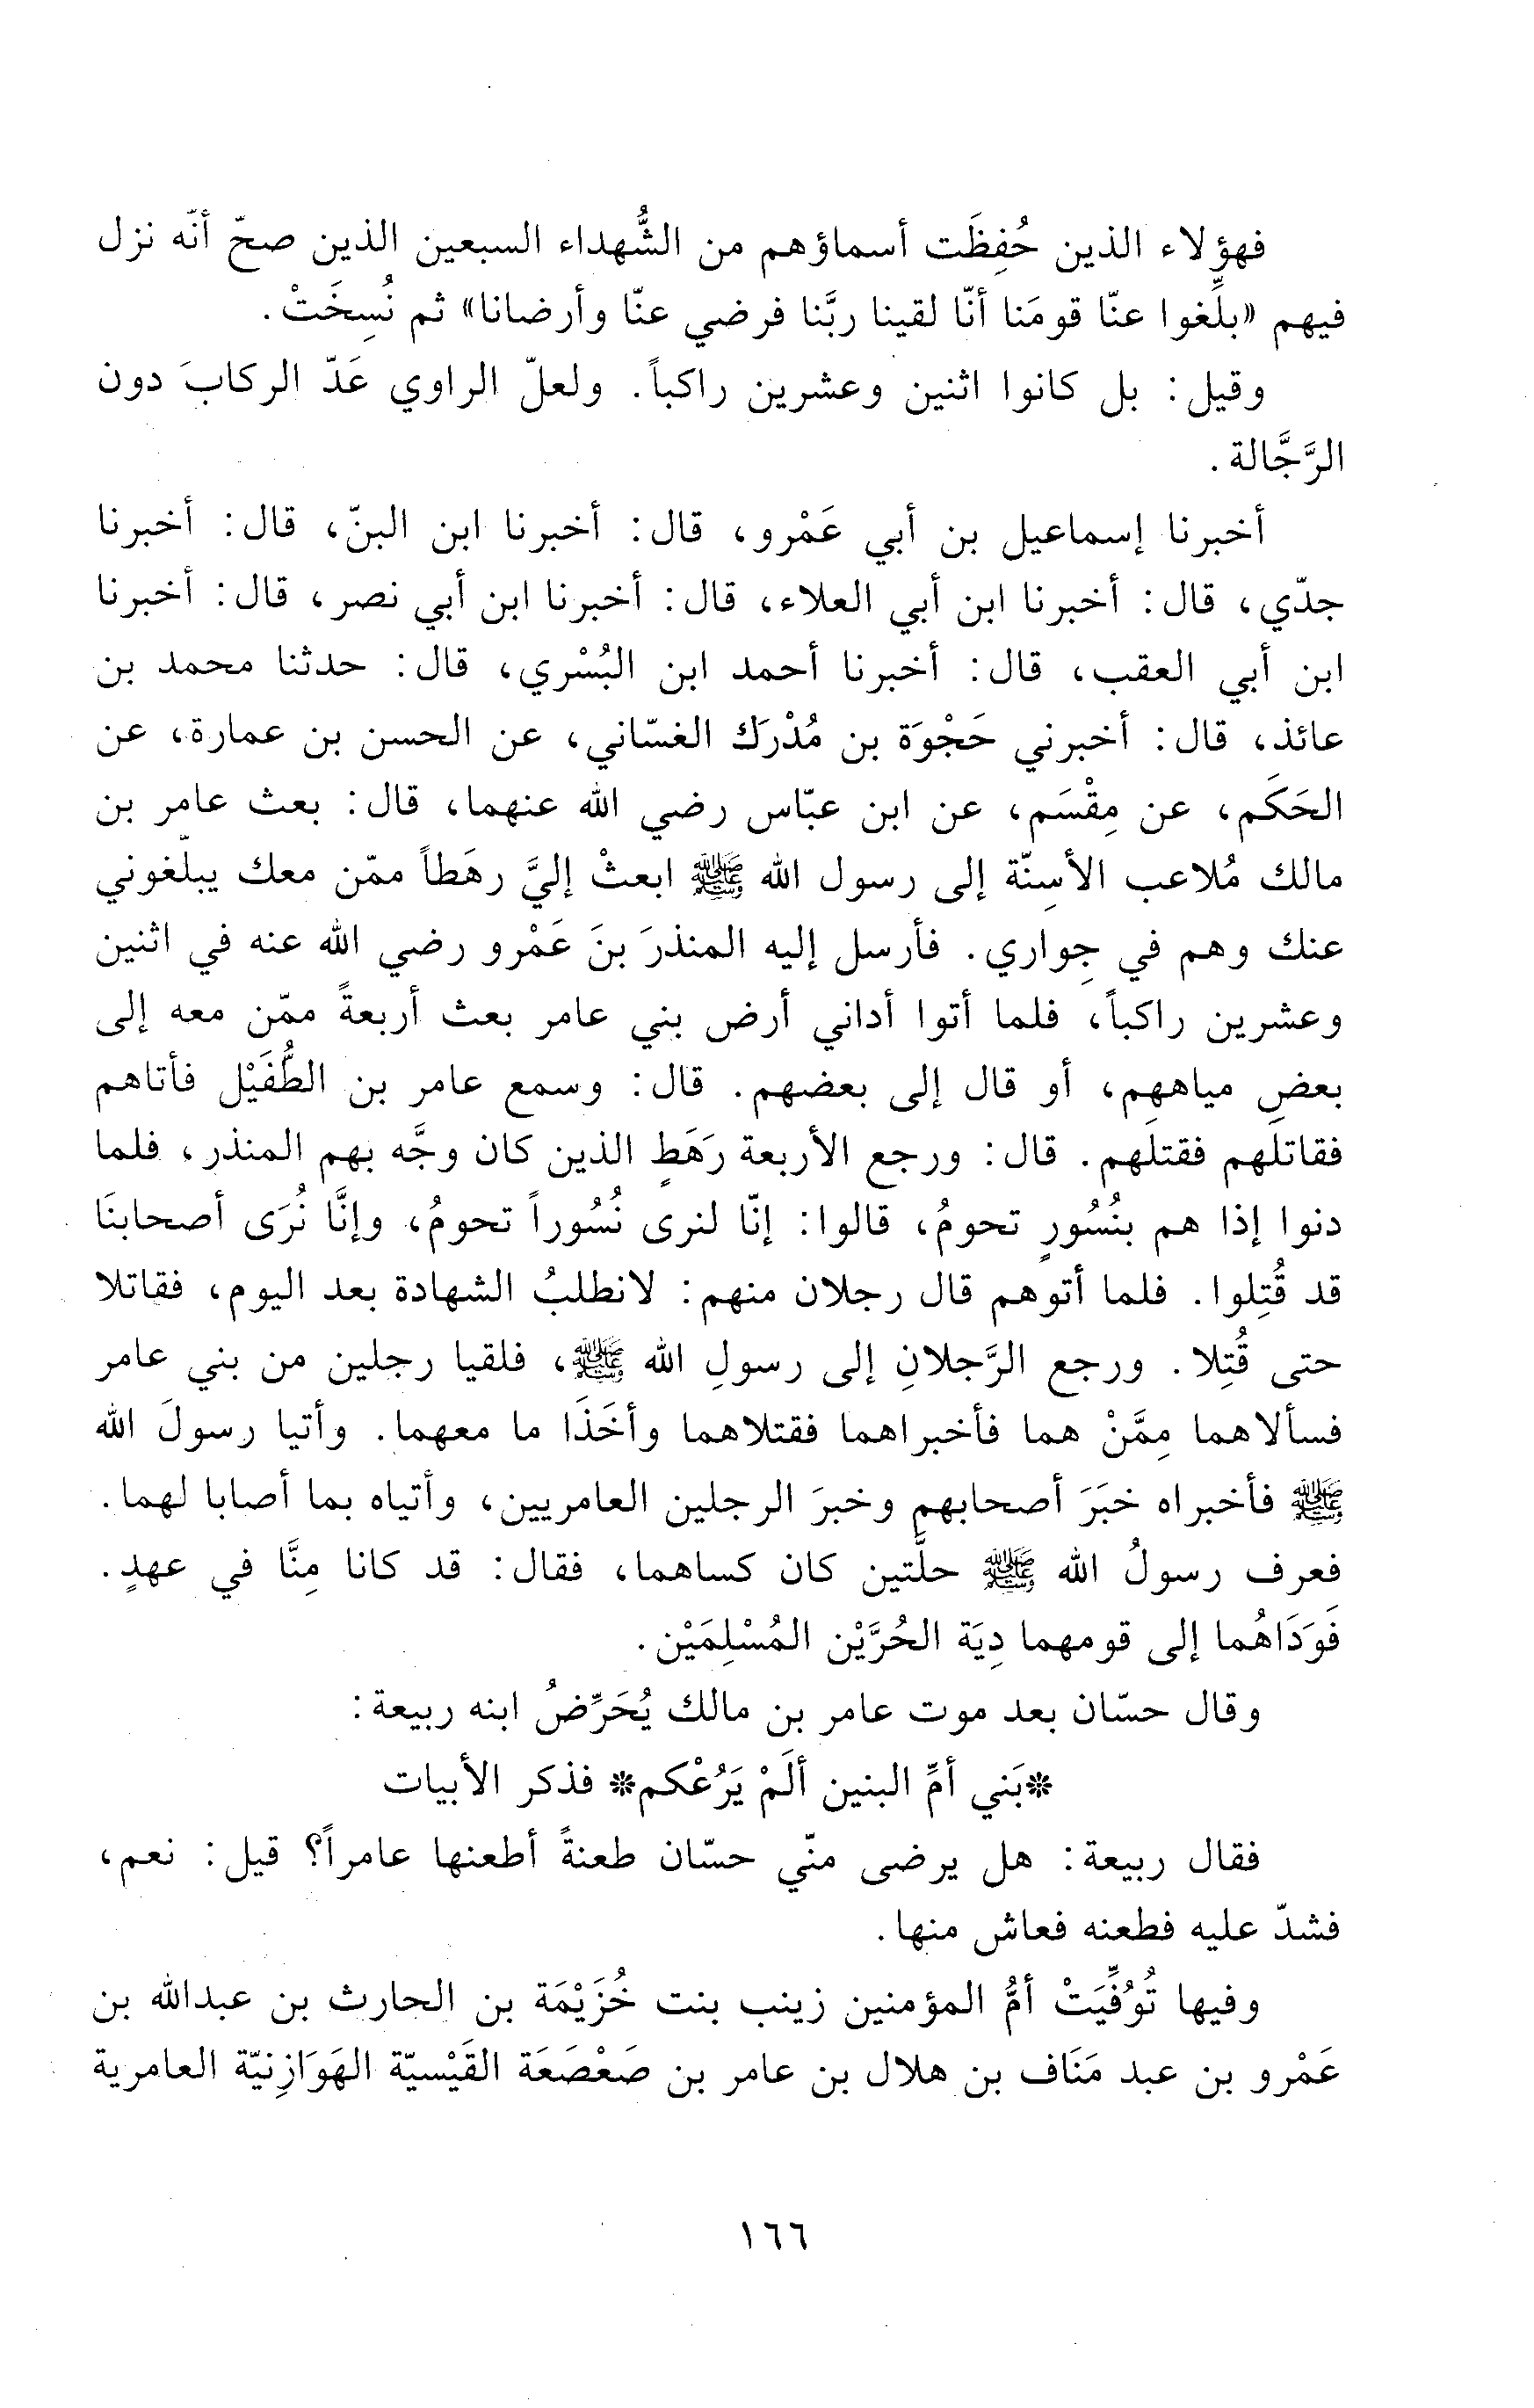 فهؤلاء الذين حُفِظَت أسماؤهم من الشُّهداء السبعين الذين صحّ أنّه نزل
فيهم «بلِّغوا عنّا قومَنا أنّا لقينا ربَّنا فرضي عنّا وأرضانا» ثم نُسِخَتْ.
وقيل: بل كانوا اثنين وعشرين راكباً. ولعلّ الراوي عَدّ الركابَ دون
الرَّجَّالة.
أخبرنا إسماعيل بن أبي عَمْرو، قال: أخبرنا ابن البنّ، قال: أخبرنا
جدّي، قال: أخبرنا ابن أبي العلاء، قال: أخبرنا ابن أبي نصر، قال: أخبرنا
ابن أبي العقب، قال: أخبرنا أحمد ابن البُسْري، قال: حدثنا محمد بن
عائذ، قال: أخبرني حَجْوَة بن مُدْرَك الغسّاني، عن الحسن بن عمارة، عن
الحَكَم، عن مِقْسَم، عن ابن عبّاس رضي الله عنهما، قال: بعث عامر بن
مالك مُلاعب الأسِنّة إلى رسول الله ﷺ ابعثْ إليَّ رهَطاً ممّن معك يبلّغوني
عنك وهم في جِواري. فأرسل إليه المنذرَ بنَ عَمْرو رضي الله عنه في اثنين
وعشرين راكباً، فلما أتوا أداني أرض بني عامر بعث أربعةً ممّن معه إلى
بعضِ مياههِم، أو قال إلى بعضهم. قال: وسمع عامر بن الطُّفَيْل فأتاهم
فقاتلَهم فقتلَهم. قال: ورجع الأربعة رَهَطٍ الذين كان وجَّه بهم المنذر، فلما
دنوا إذا هم بنُسُورٍ تحومُ، قالوا: إنّا لنرى نُسُوراً تحومُ، وإنَّا نُرَى أصحابنَا
قد قُتِلوا. فلما أتوهم قال رجلان منهم: لانطلبُ الشهادة بعد اليوم، فقاتلا
حتى قُتِلا. ورجع الرَّجلانِ إلى رسولِ الله ﷺ، فلقيا رجلين من بني عامر
فسألاهما مِمَّنْ هما فأخبراهما فقتلاهما وأخَذَا ما معهما. وأتيا رسولَ الله
ﷺ فأخبراه خبَرَ أصحابهم وخبرَ الرجلين العامريين، وأتياه بما أصابا لهما.
فعرف رسولُ الله ﷺ حلَّتين كان كساهما، فقال: قد كانا مِنَّا في عهدٍ.
فَوَدَاهُما إلى قومهما دِيَة الحُرَّيْن المُسْلِمَيْن.
وقال حسّان بعد موت عامر بن مالك يُحَرِّضُ ابنه ربيعة:
*بَني أمِّ البنين ألَمْ يَرُعْكم* فذكر الأبيات
فقال ربيعة: هل يرضى منّي حسّان طعنةً أطعنها عامراً؟ قيل: نعم،
فشدّ عليه فطعنه فعاش منها.
وفيها تُوُفِّيَتْ أمُّ المؤمنين زينب بنت خُزَيْمَة بن الحارث بن عبدالله بن
عَمْرو بن عبد مَنَاف بن هلال بن عامر بن صَعْصَعَة القَيْسيّة الهَوَازِنيّة العامرية
١٦٦